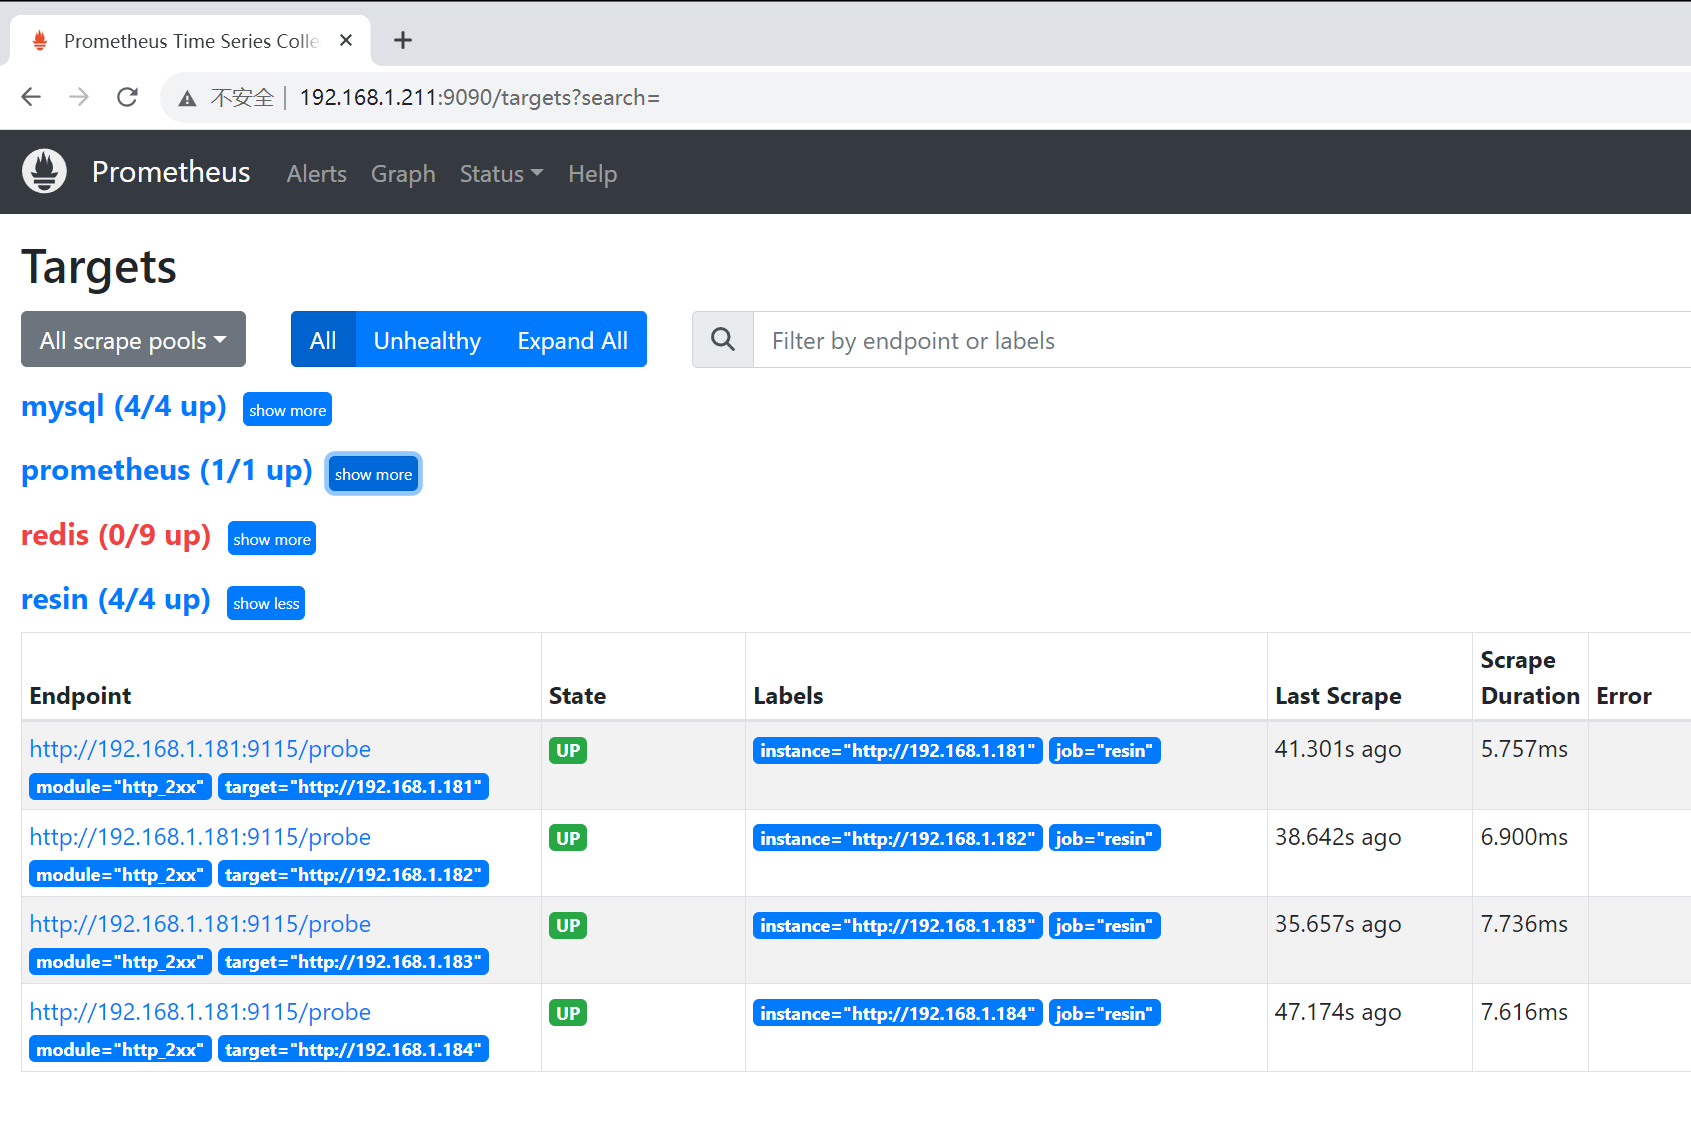 Prometheus Time Series Colle
不安全 | 192.168.1.211:9090/targets?search=
Prometheus Alerts Graph Status Help
Targets
All scrape pools All Unhealthy Expand All Filter by endpoint or labels
mysql (4/4 up) show more
prometheus (1/1 up) show more
redis (0/9 up) show more
resin (4/4 up) show less
Endpoint State Labels Last Scrape Scrape Duration Error
http://192.168.1.181:9115/probe UP instance="http://192.168.1.181" job="resin" 41.301s ago 5.757ms
module="http_2xx" target="http://192.168.1.181"
http://192.168.1.181:9115/probe UP instance="http://192.168.1.182" job="resin" 38.642s ago 6.900ms
module="http_2xx" target="http://192.168.1.182"
http://192.168.1.181:9115/probe UP instance="http://192.168.1.183" job="resin" 35.657s ago 7.736ms
module="http_2xx" target="http://192.168.1.183"
http://192.168.1.181:9115/probe UP instance="http://192.168.1.184" job="resin" 47.174s ago 7.616ms
module="http_2xx" target="http://192.168.1.184"